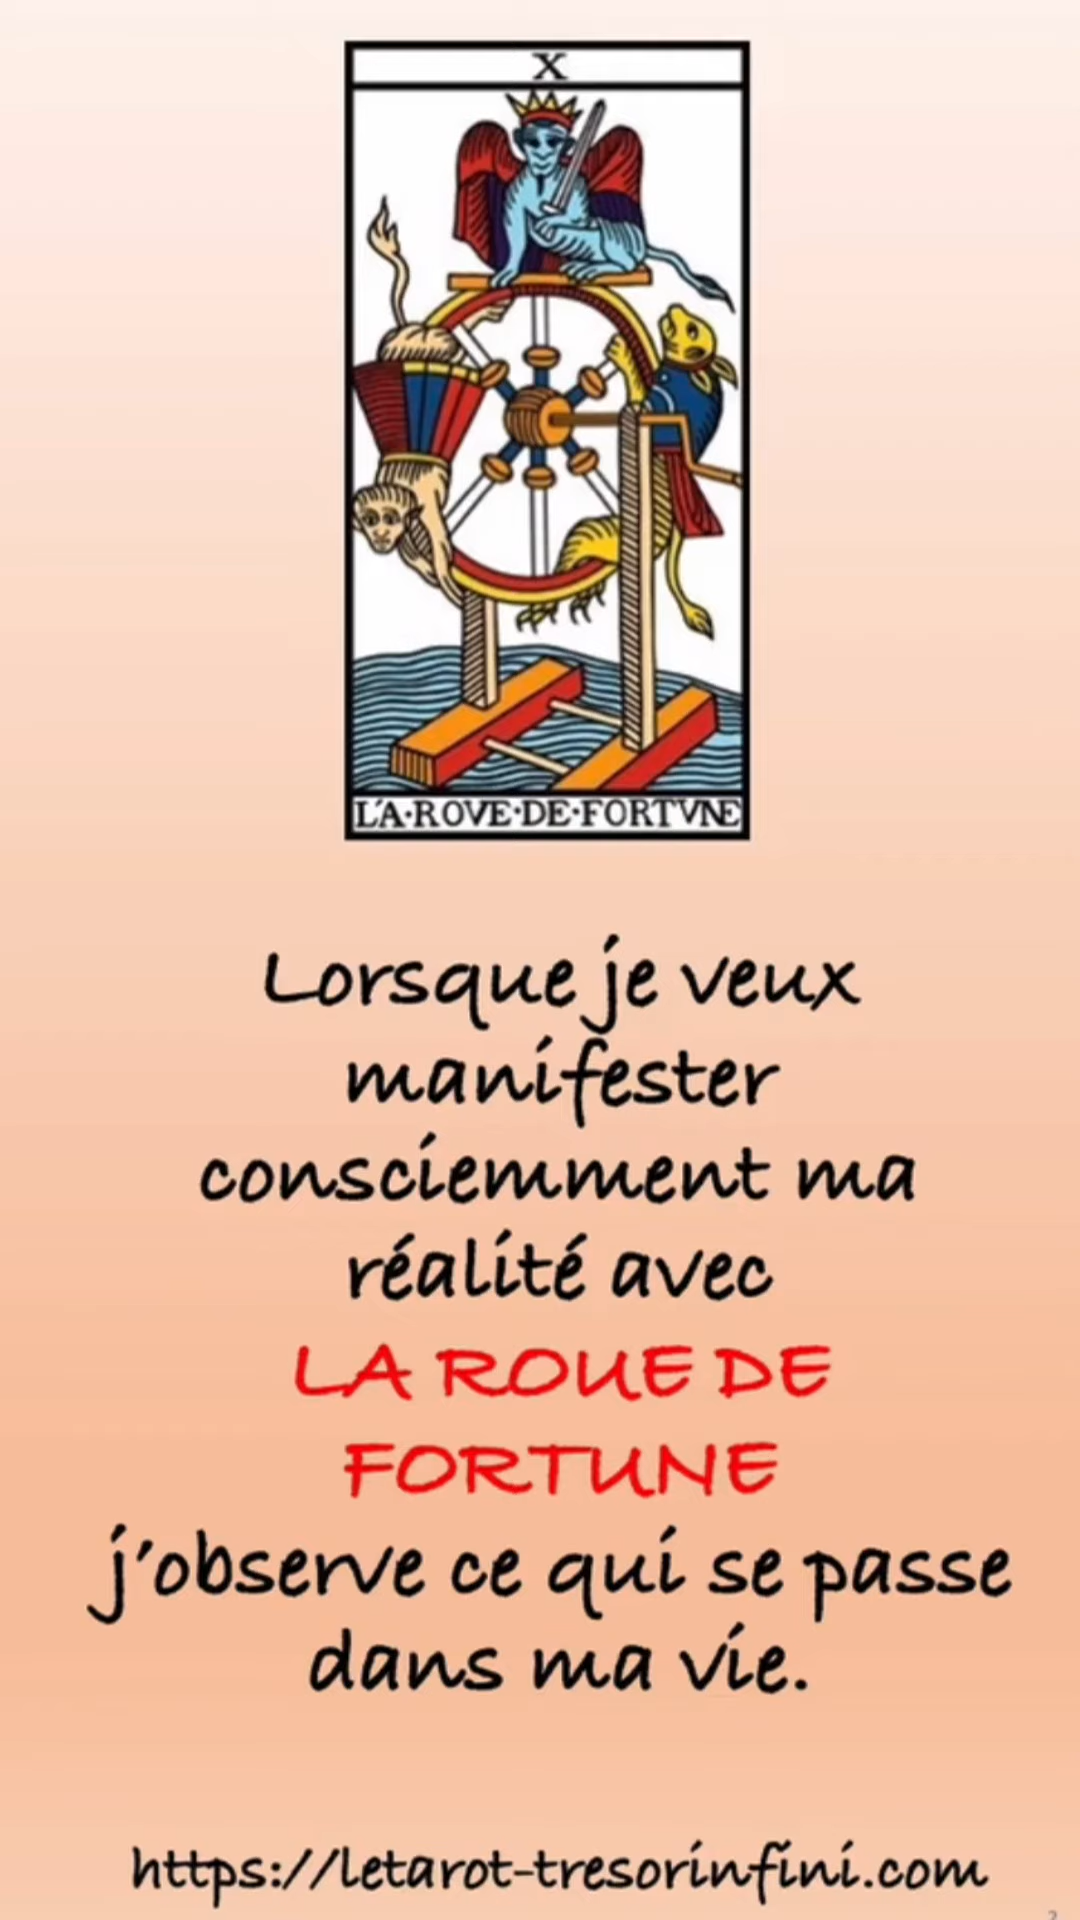 X
L'A·ROVE·DE·FORTVNE
Lorsque je veux
manifester
consciemment ma
réalité avec
LA ROUE DE
FORTUNE
j'observe ce qui se passe
dans ma vie.
https://letarot-tresorinfini.com
2